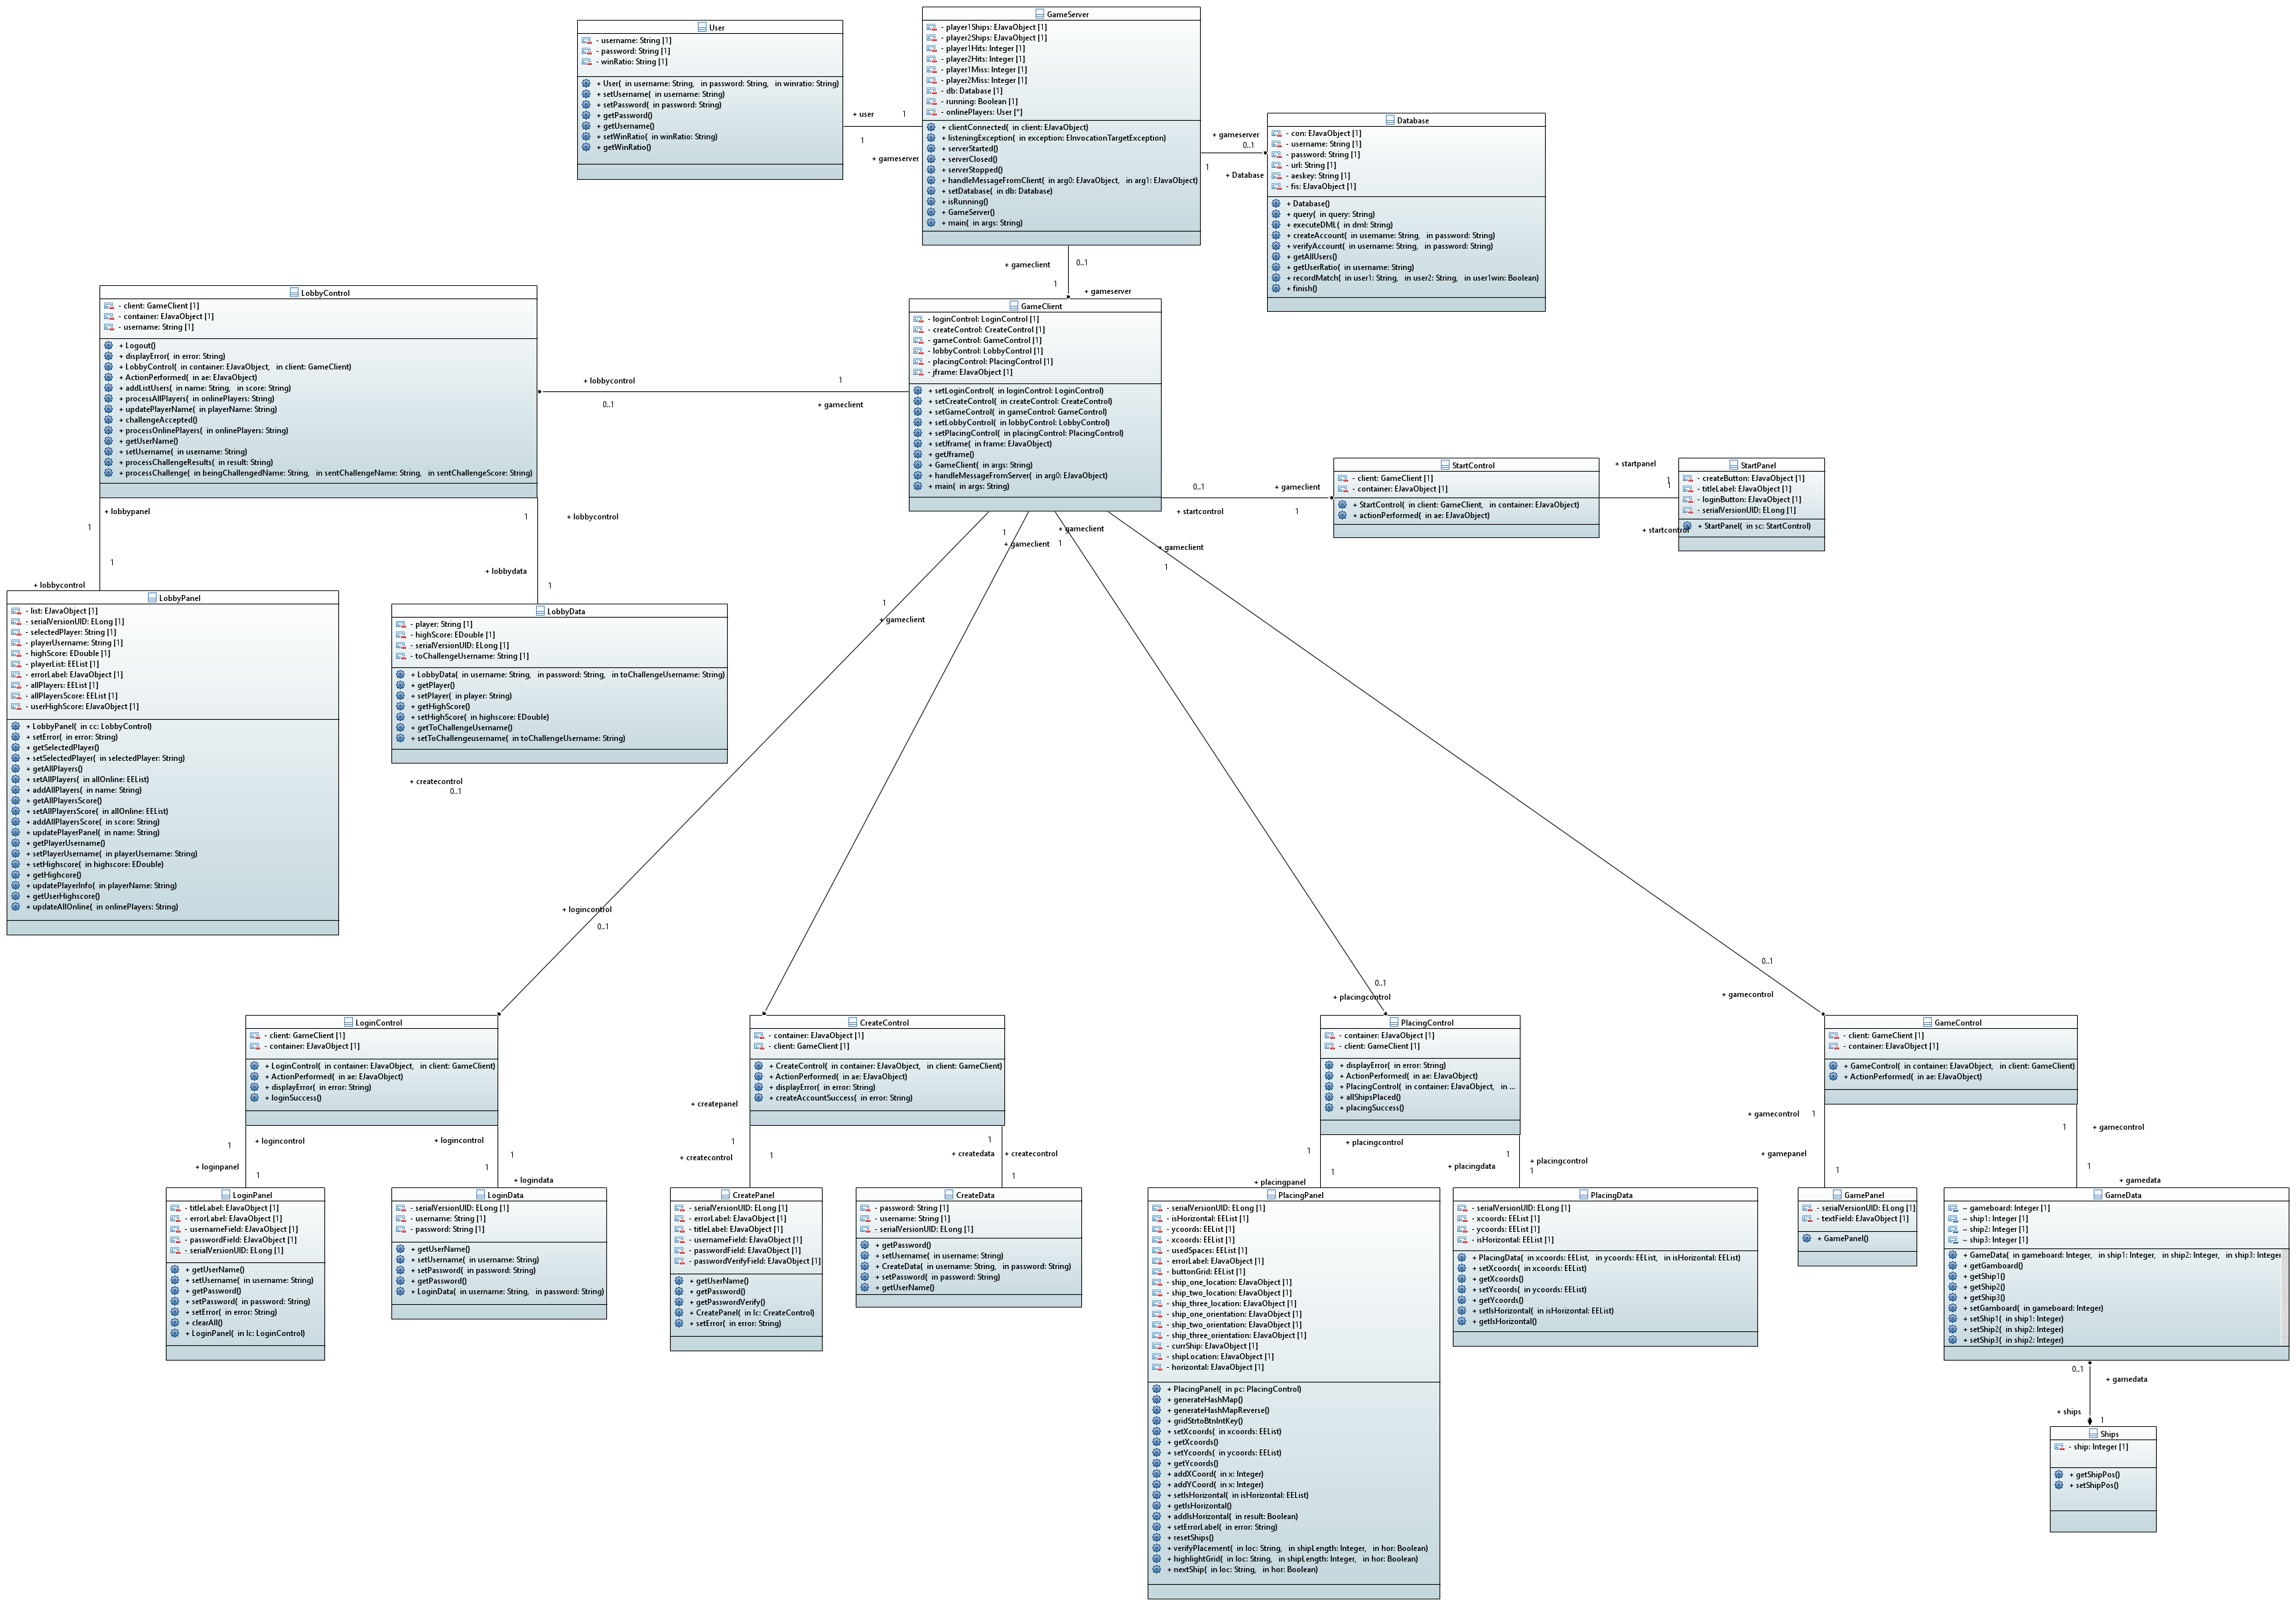 User
- username: String [1]
- password: String [1]
- winRatio: String [1]
+ User( in username: String, in password: String, in winratio: String)
+ setUsername( in username: String)
+ setPassword( in password: String)
+ getPassword()
+ getUsername()
+ setWinRatio( in winRatio: String)
+ getWinRatio()
+ user
1
1
+ gameserver
GameServer
- player1Ships: EJavaObject [1]
- player2Ships: EJavaObject [1]
- player1Hits: Integer [1]
- player2Hits: Integer [1]
- player1Miss: Integer [1]
- player2Miss: Integer [1]
- db: Database [1]
- running: Boolean [1]
- onlinePlayers: User [*]
+ clientConnected( in client: EJavaObject)
+ listeningException( in exception: EInvocationTargetException)
+ serverStarted()
+ serverClosed()
+ serverStopped()
+ handleMessageFromClient( in arg0: EJavaObject, in arg1: EJavaObject)
+ setDatabase( in db: Database)
+ isRunning()
+ GameServer()
+ main( in args: String)
+ gameserver
0..1
1
+ Database
Database
- con: EJavaObject [1]
- username: String [1]
- password: String [1]
- url: String [1]
- aeskey: String [1]
- fis: EJavaObject [1]
+ Database()
+ query( in query: String)
+ executeDML( in dml: String)
+ createAccount( in username: String, in password: String)
+ verifyAccount( in username: String, in password: String)
+ getAllUsers()
+ getUserRatio( in username: String)
+ recordMatch( in user1: String, in user2: String, in user1win: Boolean)
+ finish()
+ gameclient
0..1
1
+ gameserver
LobbyControl
- client: GameClient [1]
- container: EJavaObject [1]
- username: String [1]
+ Logout()
+ displayError( in error: String)
+ LobbyControl( in container: EJavaObject, in client: GameClient)
+ ActionPerformed( in ae: EJavaObject)
+ addListUsers( in name: String, in score: String)
+ processAllPlayers( in onlinePlayers: String)
+ updatePlayerName( in playerName: String)
+ challengeAccepted()
+ processOnlinePlayers( in onlinePlayers: String)
+ getUserName()
+ setUsername( in username: String)
+ processChallengeResults( in result: String)
+ processChallenge( in beingChallengedName: String, in sentChallengeName: String, in sentChallengeScore: String)
+ lobbycontrol
1
0..1
+ gameclient
GameClient
- loginControl: LoginControl [1]
- createControl: CreateControl [1]
- gameControl: GameControl [1]
- lobbyControl: LobbyControl [1]
- placingControl: PlacingControl [1]
- jframe: EJavaObject [1]
+ setLoginControl( in loginControl: LoginControl)
+ setCreateControl( in createControl: CreateControl)
+ setGameControl( in gameControl: GameControl)
+ setLobbyControl( in lobbyControl: LobbyControl)
+ setPlacingControl( in placingControl: PlacingControl)
+ setJframe( in frame: EJavaObject)
+ getJframe()
+ GameClient( in args: String)
+ handleMessageFromServer( in arg0: EJavaObject)
+ main( in args: String)
0..1
+ gameclient
+ startcontrol
1
StartControl
- client: GameClient [1]
- container: EJavaObject [1]
+ StartControl( in client: GameClient, in container: EJavaObject)
+ actionPerformed( in ae: EJavaObject)
+ startpanel
1
1
+ startcontrol
StartPanel
- createButton: EJavaObject [1]
- titleLabel: EJavaObject [1]
- loginButton: EJavaObject [1]
- serialVersionUID: ELong [1]
+ StartPanel( in sc: StartControl)
+ lobbypanel
1
1
+ lobbycontrol
1
+ lobbycontrol
+ lobbydata
1
LobbyPanel
- list: EJavaObject [1]
- serialVersionUID: ELong [1]
- selectedPlayer: String [1]
- playerUsername: String [1]
- highScore: EDouble [1]
- playerList: EEList [1]
- errorLabel: EJavaObject [1]
- allPlayers: EEList [1]
- allPlayersScore: EEList [1]
- userHighScore: EJavaObject [1]
+ LobbyPanel( in cc: LobbyControl)
+ setError( in error: String)
+ getSelectedPlayer()
+ setSelectedPlayer( in selectedPlayer: String)
+ getAllPlayers()
+ setAllPlayers( in allOnline: EEList)
+ addAllPlayers( in name: String)
+ getAllPlayersScore()
+ setAllPlayersScore( in allOnline: EEList)
+ addAllPlayersScore( in score: String)
+ updatePlayerPanel( in name: String)
+ getPlayerUsername()
+ setPlayerUsername( in playerUsername: String)
+ setHighscore( in highscore: EDouble)
+ getHighcore()
+ updatePlayerInfo( in playerName: String)
+ getUserHighscore()
+ updateAllOnline( in onlinePlayers: String)
LobbyData
- player: String [1]
- highScore: EDouble [1]
- serialVersionUID: ELong [1]
- toChallengeUsername: String [1]
+ LobbyData( in username: String, in password: String, in toChallengeUsername: String)
+ getPlayer()
+ setPlayer( in player: String)
+ getHighScore()
+ setHighScore( in highscore: EDouble)
+ getToChallengeUsername()
+ setToChallengeusername( in toChallengeUsername: String)
+ createcontrol
0..1
1
+ gameclient
1
+ gameclient
+ gameclient
1
+ gameclient
1
+ logincontrol
0..1
0..1
+ placingcontrol
0..1
+ gamecontrol
LoginControl
- client: GameClient [1]
- container: EJavaObject [1]
+ LoginControl( in container: EJavaObject, in client: GameClient)
+ ActionPerformed( in ae: EJavaObject)
+ displayError( in error: String)
+ loginSuccess()
CreateControl
- container: EJavaObject [1]
- client: GameClient [1]
+ CreateControl( in container: EJavaObject, in client: GameClient)
+ ActionPerformed( in ae: EJavaObject)
+ displayError( in error: String)
+ createAccountSuccess( in error: String)
PlacingControl
- container: EJavaObject [1]
- client: GameClient [1]
+ displayError( in error: String)
+ ActionPerformed( in ae: EJavaObject)
+ PlacingControl( in container: EJavaObject, in ...
+ allShipsPlaced()
+ placingSuccess()
GameControl
- client: GameClient [1]
- container: EJavaObject [1]
+ GameControl( in container: EJavaObject, in client: GameClient)
+ ActionPerformed( in ae: EJavaObject)
1
+ logincontrol
+ loginpanel
1
+ logincontrol
1
1
+ logindata
+ createpanel
1
1
+ createcontrol
1
+ createdata
+ createcontrol
1
+ placingcontrol
1
1
+ placingpanel
1
+ placingcontrol
+ placingdata
1
+ gamecontrol
1
+ gamepanel
1
1
+ gamecontrol
1
+ gamedata
LoginPanel
- titleLabel: EJavaObject [1]
- errorLabel: EJavaObject [1]
- usernameField: EJavaObject [1]
- passwordField: EJavaObject [1]
- serialVersionUID: ELong [1]
+ getUserName()
+ setUsername( in username: String)
+ getPassword()
+ setPassword( in password: String)
+ setError( in error: String)
+ clearAll()
+ LoginPanel( in lc: LoginControl)
LoginData
- serialVersionUID: ELong [1]
- username: String [1]
- password: String [1]
+ getUserName()
+ setUsername( in username: String)
+ setPassword( in password: String)
+ getPassword()
+ LoginData( in username: String, in password: String)
CreatePanel
- serialVersionUID: ELong [1]
- errorLabel: EJavaObject [1]
- titleLabel: EJavaObject [1]
- usernameField: EJavaObject [1]
- passwordField: EJavaObject [1]
- passwordVerifyField: EJavaObject [1]
+ getUserName()
+ getPassword()
+ getPasswordVerify()
+ CreatePanel( in lc: CreateControl)
+ setError( in error: String)
CreateData
- password: String [1]
- username: String [1]
- serialVersionUID: ELong [1]
+ getPassword()
+ setUsername( in username: String)
+ CreateData( in username: String, in password: String)
+ setPassword( in password: String)
+ getUserName()
PlacingPanel
- serialVersionUID: ELong [1]
- isHorizontal: EEList [1]
- ycoords: EEList [1]
- xcoords: EEList [1]
- usedSpaces: EEList [1]
- errorLabel: EJavaObject [1]
- buttonGrid: EEList [1]
- ship_one_location: EJavaObject [1]
- ship_two_location: EJavaObject [1]
- ship_three_location: EJavaObject [1]
- ship_one_orientation: EJavaObject [1]
- ship_two_orientation: EJavaObject [1]
- ship_three_orientation: EJavaObject [1]
- currShip: EJavaObject [1]
- shipLocation: EJavaObject [1]
- horizontal: EJavaObject [1]
+ PlacingPanel( in pc: PlacingControl)
+ generateHashMap()
+ generateHashMapReverse()
+ gridStrtoBtnIntKey()
+ setXcoords( in xcoords: EEList)
+ getXcoords()
+ setYcoords( in ycoords: EEList)
+ getYcoords()
+ addXCoord( in x: Integer)
+ addYCoord( in x: Integer)
+ setIsHorizontal( in isHorizontal: EEList)
+ getIsHorizontal()
+ addIsHorizontal( in result: Boolean)
+ setErrorLabel( in error: String)
+ resetShips()
+ verifyPlacement( in loc: String, in shipLength: Integer, in hor: Boolean)
+ highlightGrid( in loc: String, in shipLength: Integer, in hor: Boolean)
+ nextShip( in loc: String, in hor: Boolean)
PlacingData
- serialVersionUID: ELong [1]
- xcoords: EEList [1]
- ycoords: EEList [1]
- isHorizontal: EEList [1]
+ PlacingData( in xcoords: EEList, in ycoords: EEList, in isHorizontal: EEList)
+ setXcoords( in xcoords: EEList)
+ getXcoords()
+ setYcoords( in ycoords: EEList)
+ getYcoords()
+ setIsHorizontal( in isHorizontal: EEList)
+ getIsHorizontal()
GamePanel
- serialVersionUID: ELong [1]
- textField: EJavaObject [1]
+ GamePanel()
GameData
~ gameboard: Integer [1]
~ ship1: Integer [1]
~ ship2: Integer [1]
~ ship3: Integer [1]
+ GameData( in gameboard: Integer, in ship1: Integer, in ship2: Integer, in ship3: Integer
+ getGamboard()
+ getShip1()
+ getShip2()
+ getShip3()
+ setGamboard( in gameboard: Integer)
+ setShip1( in ship1: Integer)
+ setShip2( in ship2: Integer)
+ setShip3( in ship2: Integer)
0..1
+ gamedata
+ ships
1
Ships
- ship: Integer [1]
+ getShipPos()
+ setShipPos()